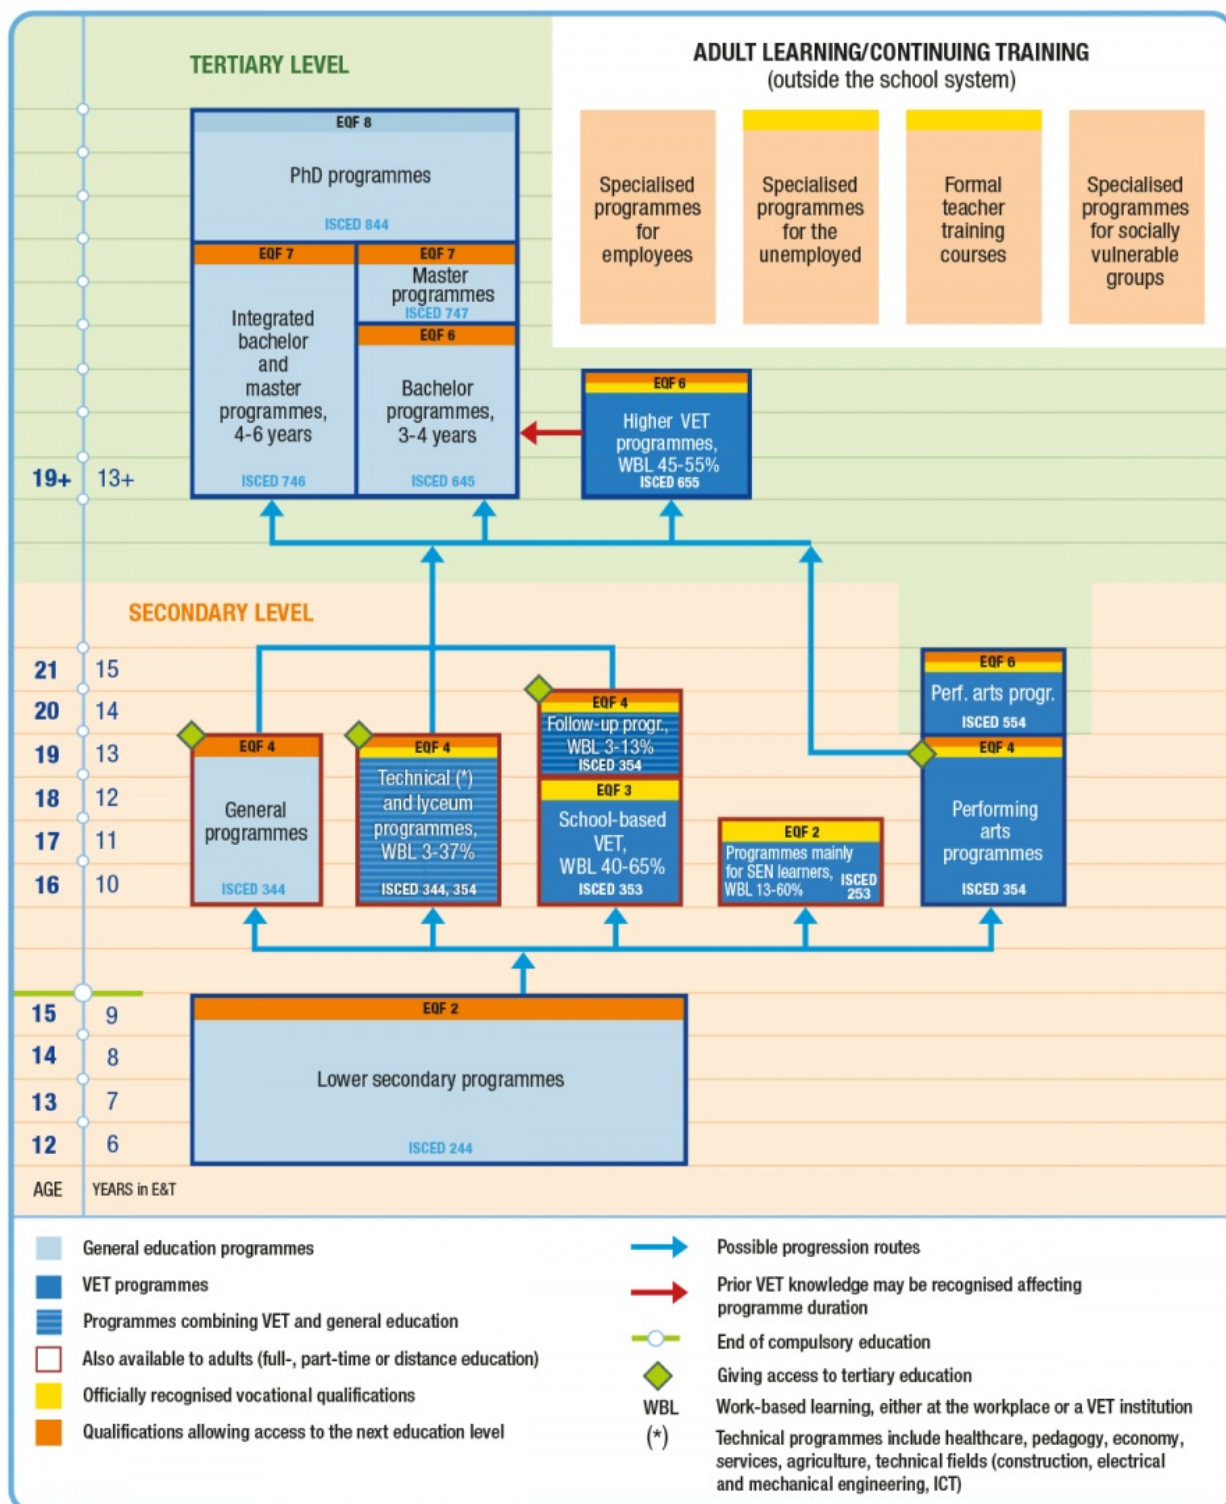 TERTIARY LEVEL
ADULT LEARNING/CONTINUING TRAINING
(outside the school system)
Specialised
programmes
for
employees
Specialised
programmes
for the
unemployed
Formal
teacher
training
courses
Specialised
programmes
for socially
vulnerable
groups
EQF 8
PhD programmes
ISCED 844
EQF 7
Integrated
bachelor
and
master
programmes,
4-6 years
ISCED 746
EQF 7
Master
programmes
ISCED 747
EQF 6
Bachelor
programmes,
3-4 years
ISCED 645
EQF 6
Higher VET
programmes,
WBL 45-55%
ISCED 655
19+ 13+
SECONDARY LEVEL
21 15
20 14
19 13
18 12
17 11
16 10
EQF 4
General
programmes
ISCED 344
EQF 4
Technical (*)
and lyceum
programmes,
WBL 3-37%
ISCED 344, 354
EQF 4
Follow-up progr.,
WBL 3-13%
ISCED 354
EQF 3
School-based
VET,
WBL 40-65%
ISCED 353
EQF 2
Programmes mainly
for SEN learners,
WBL 13-60%
ISCED
253
EQF 6
Perf. arts progr.
ISCED 554
EQF 4
Performing
arts
programmes
ISCED 354
15 9
14 8
13 7
12 6
EQF 2
Lower secondary programmes
ISCED 244
AGE YEARS in E&T
General education programmes
VET programmes
Programmes combining VET and general education
Also available to adults (full-, part-time or distance education)
Officially recognised vocational qualifications
Qualifications allowing access to the next education level
Possible progression routes
Prior VET knowledge may be recognised affecting
programme duration
End of compulsory education
Giving access to tertiary education
WBL Work-based learning, either at the workplace or a VET institution
(*) Technical programmes include healthcare, pedagogy, economy,
services, agriculture, technical fields (construction, electrical
and mechanical engineering, ICT)